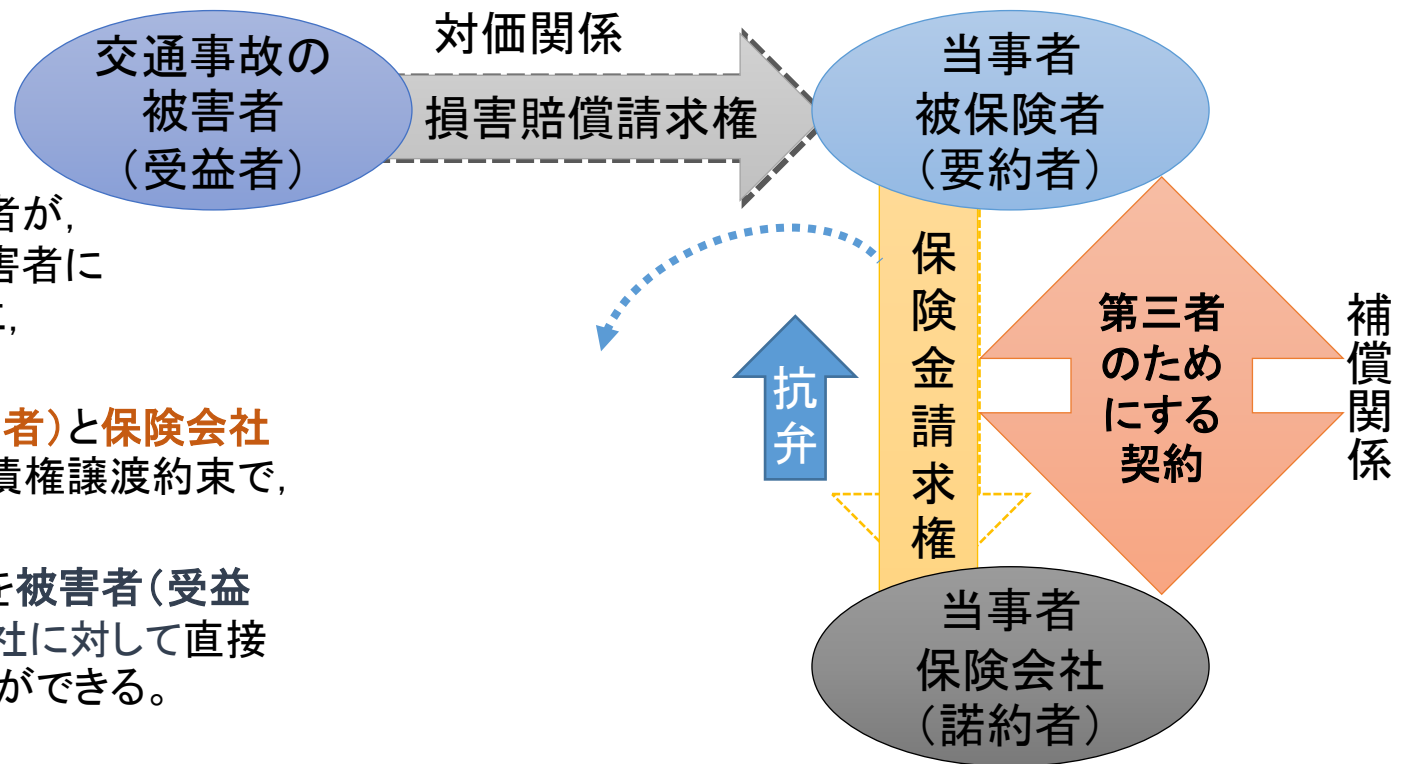 対価関係
交通事故の
被害者
（受益者）
損害賠償請求権
当事者
被保険者
（要約者）
者が，
害者に
，
者）と保険会社
権譲渡約束で，
を被害者（受益
社に対して直接
ができる。
抗弁
保険金請求権
第三者
のため
にする
契約
補償関係
当事者
保険会社
（諾約者）